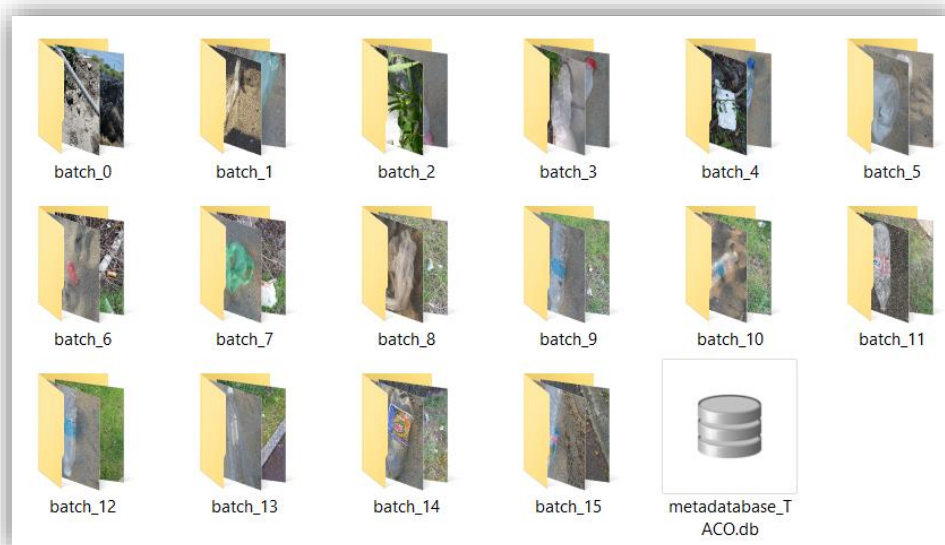 batch_0
batch_1
batch_2
batch_3
batch_4
batch_5
batch_6
batch_7
batch_8
batch_9
batch_10
batch_11
batch_12
batch_13
batch_14
batch_15
metadatabase_T
ACO.db